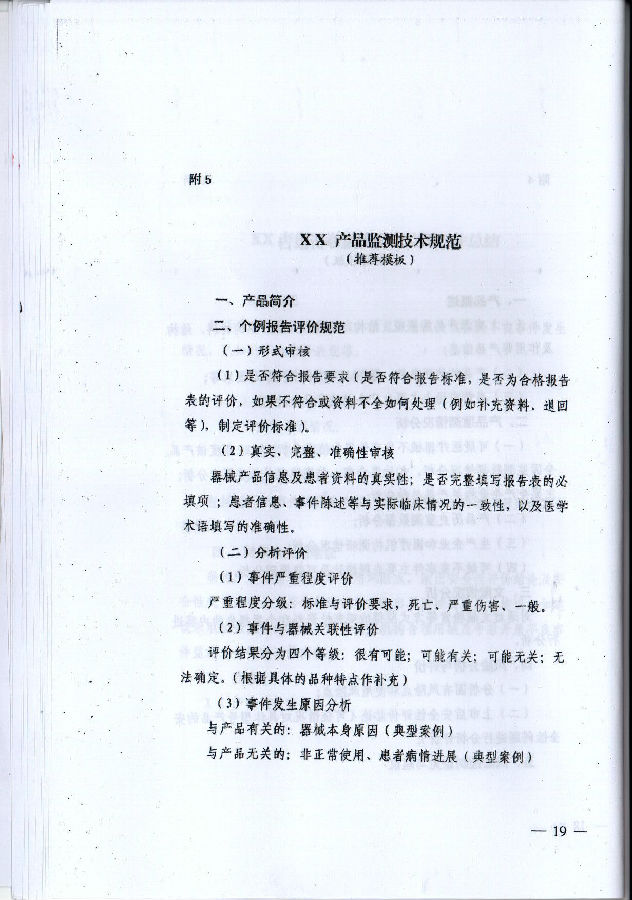 附5
XX 产品监测技术规范
(推荐模板)
一、产品简介
二、个例报告评价规范
(一)形式审核
(1)是否符合报告要求(是否符合报告标准,是否为合格报告
表的评价,如果不符合或资料不全如何处理(例如补充资料、退回
等),制定评价标准)。
(2)真实、完整、准确性审核
器械产品信息及患者资料的真实性;是否完整填写报告表的必
填项;患者信息、事件陈述等与实际临床情况的一致性,以及医学
术语填写的准确性。
(二)分析评价
(1)事件严重程度评价
严重程度分级:标准与评价要求,死亡、严重伤害、一般。
(2)事件与器械关联性评价
评价结果分为四个等级:很有可能;可能有关;可能无关;无
法确定。(根据具体的品种特点作补充)
(3)事件发生原因分析
与产品有关的:器械本身原因(典型案例)
与产品无关的:非正常使用、患者病情进展(典型案例)
— 19 —